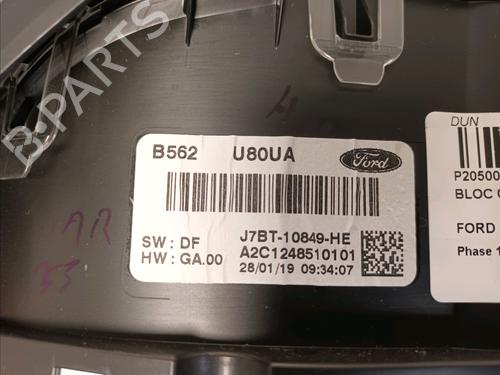 B-PARTS
DUN
B562 U80UA Ford
P20500
BLOC
FORD
Phase 1
SW : DF J7BT-10849-HE
HW : GA.00 A2C1248510101
28/01/19 09:34:07
AR